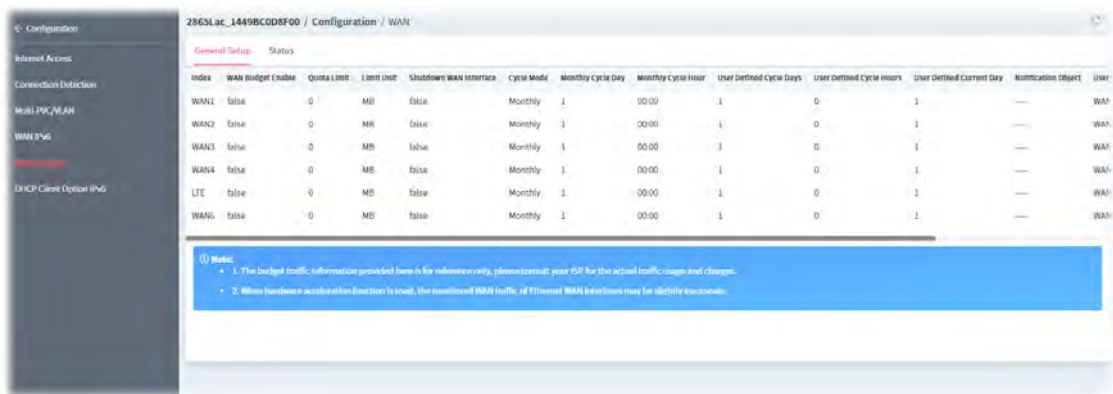 2865Lac_1449BC0D8F00 / Configuration / WAN
← Configuration
Internet Access
Connection Detection
Multi-PVC/VLAN
WAN IPv6
DHCP Client Option IPv6
General Setup Status
Index WAN Budget Enable Quota Limit Limit Unit Shutdown WAN Interface Cycle Mode Monthly Cycle Day Monthly Cycle Hour User Defined Cycle Days User Defined Cycle Hours User Defined Current Day Notification Object User
WAN1 false 0 MB false Monthly 1 00:00 1 0 1 ---- WAN
WAN2 false 0 MB false Monthly 1 00:00 1 0 1 ---- WAN
WAN3 false 0 MB false Monthly 1 00:00 1 0 1 ---- WAN
WAN4 false 0 MB false Monthly 1 00:00 1 0 1 ---- WAN
LTE false 0 MB false Monthly 1 00:00 1 0 1 ---- WAN
WAN6 false 0 MB false Monthly 1 00:00 1 0 1 ---- WAN
Note:
• 1. The budget traffic information provided here is for reference only, please consult your ISP for the actual traffic usage and charges.
• 2. When hardware acceleration function is used, the monitored WAN traffic of Ethernet WAN interfaces may be slightly inaccurate.